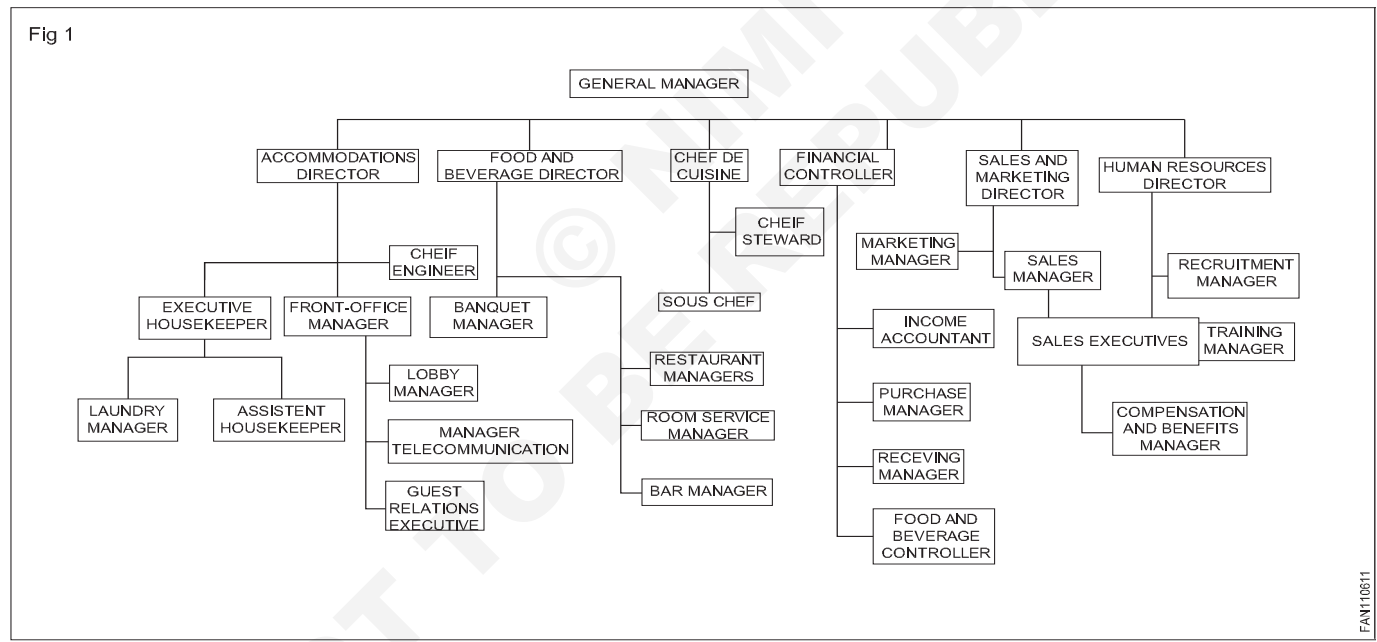 Fig 1
GENERAL MANAGER
ACCOMMODATIONS
DIRECTOR
FOOD AND
BEVERAGE DIRECTOR
CHEF DE
CUISINE
FINANCIAL
CONTROLLER
SALES AND
MARKETING
DIRECTOR
HUMAN RESOURCES
DIRECTOR
CHEIF
STEWARD
MARKETING
MANAGER
SALES
MANAGER
RECRUITMENT
MANAGER
CHEIF
ENGINEER
EXECUTIVE
HOUSEKEEPER
FRONT-OFFICE
MANAGER
BANQUET
MANAGER
SOUS CHEF
INCOME
ACCOUNTANT
SALES EXECUTIVES
TRAINING
MANAGER
LOBBY
MANAGER
RESTAURANT
MANAGERS
LAUNDRY
MANAGER
ASSISTENT
HOUSEKEEPER
MANAGER
TELECOMMUNICATION
ROOM SERVICE
MANAGER
PURCHASE
MANAGER
COMPENSATION
AND BENEFITS
MANAGER
RECEVING
MANAGER
GUEST
RELATIONS
EXECUTIVE
BAR MANAGER
FOOD AND
BEVERAGE
CONTROLLER
FAN110611
© NIMI
T TO BE REPUB